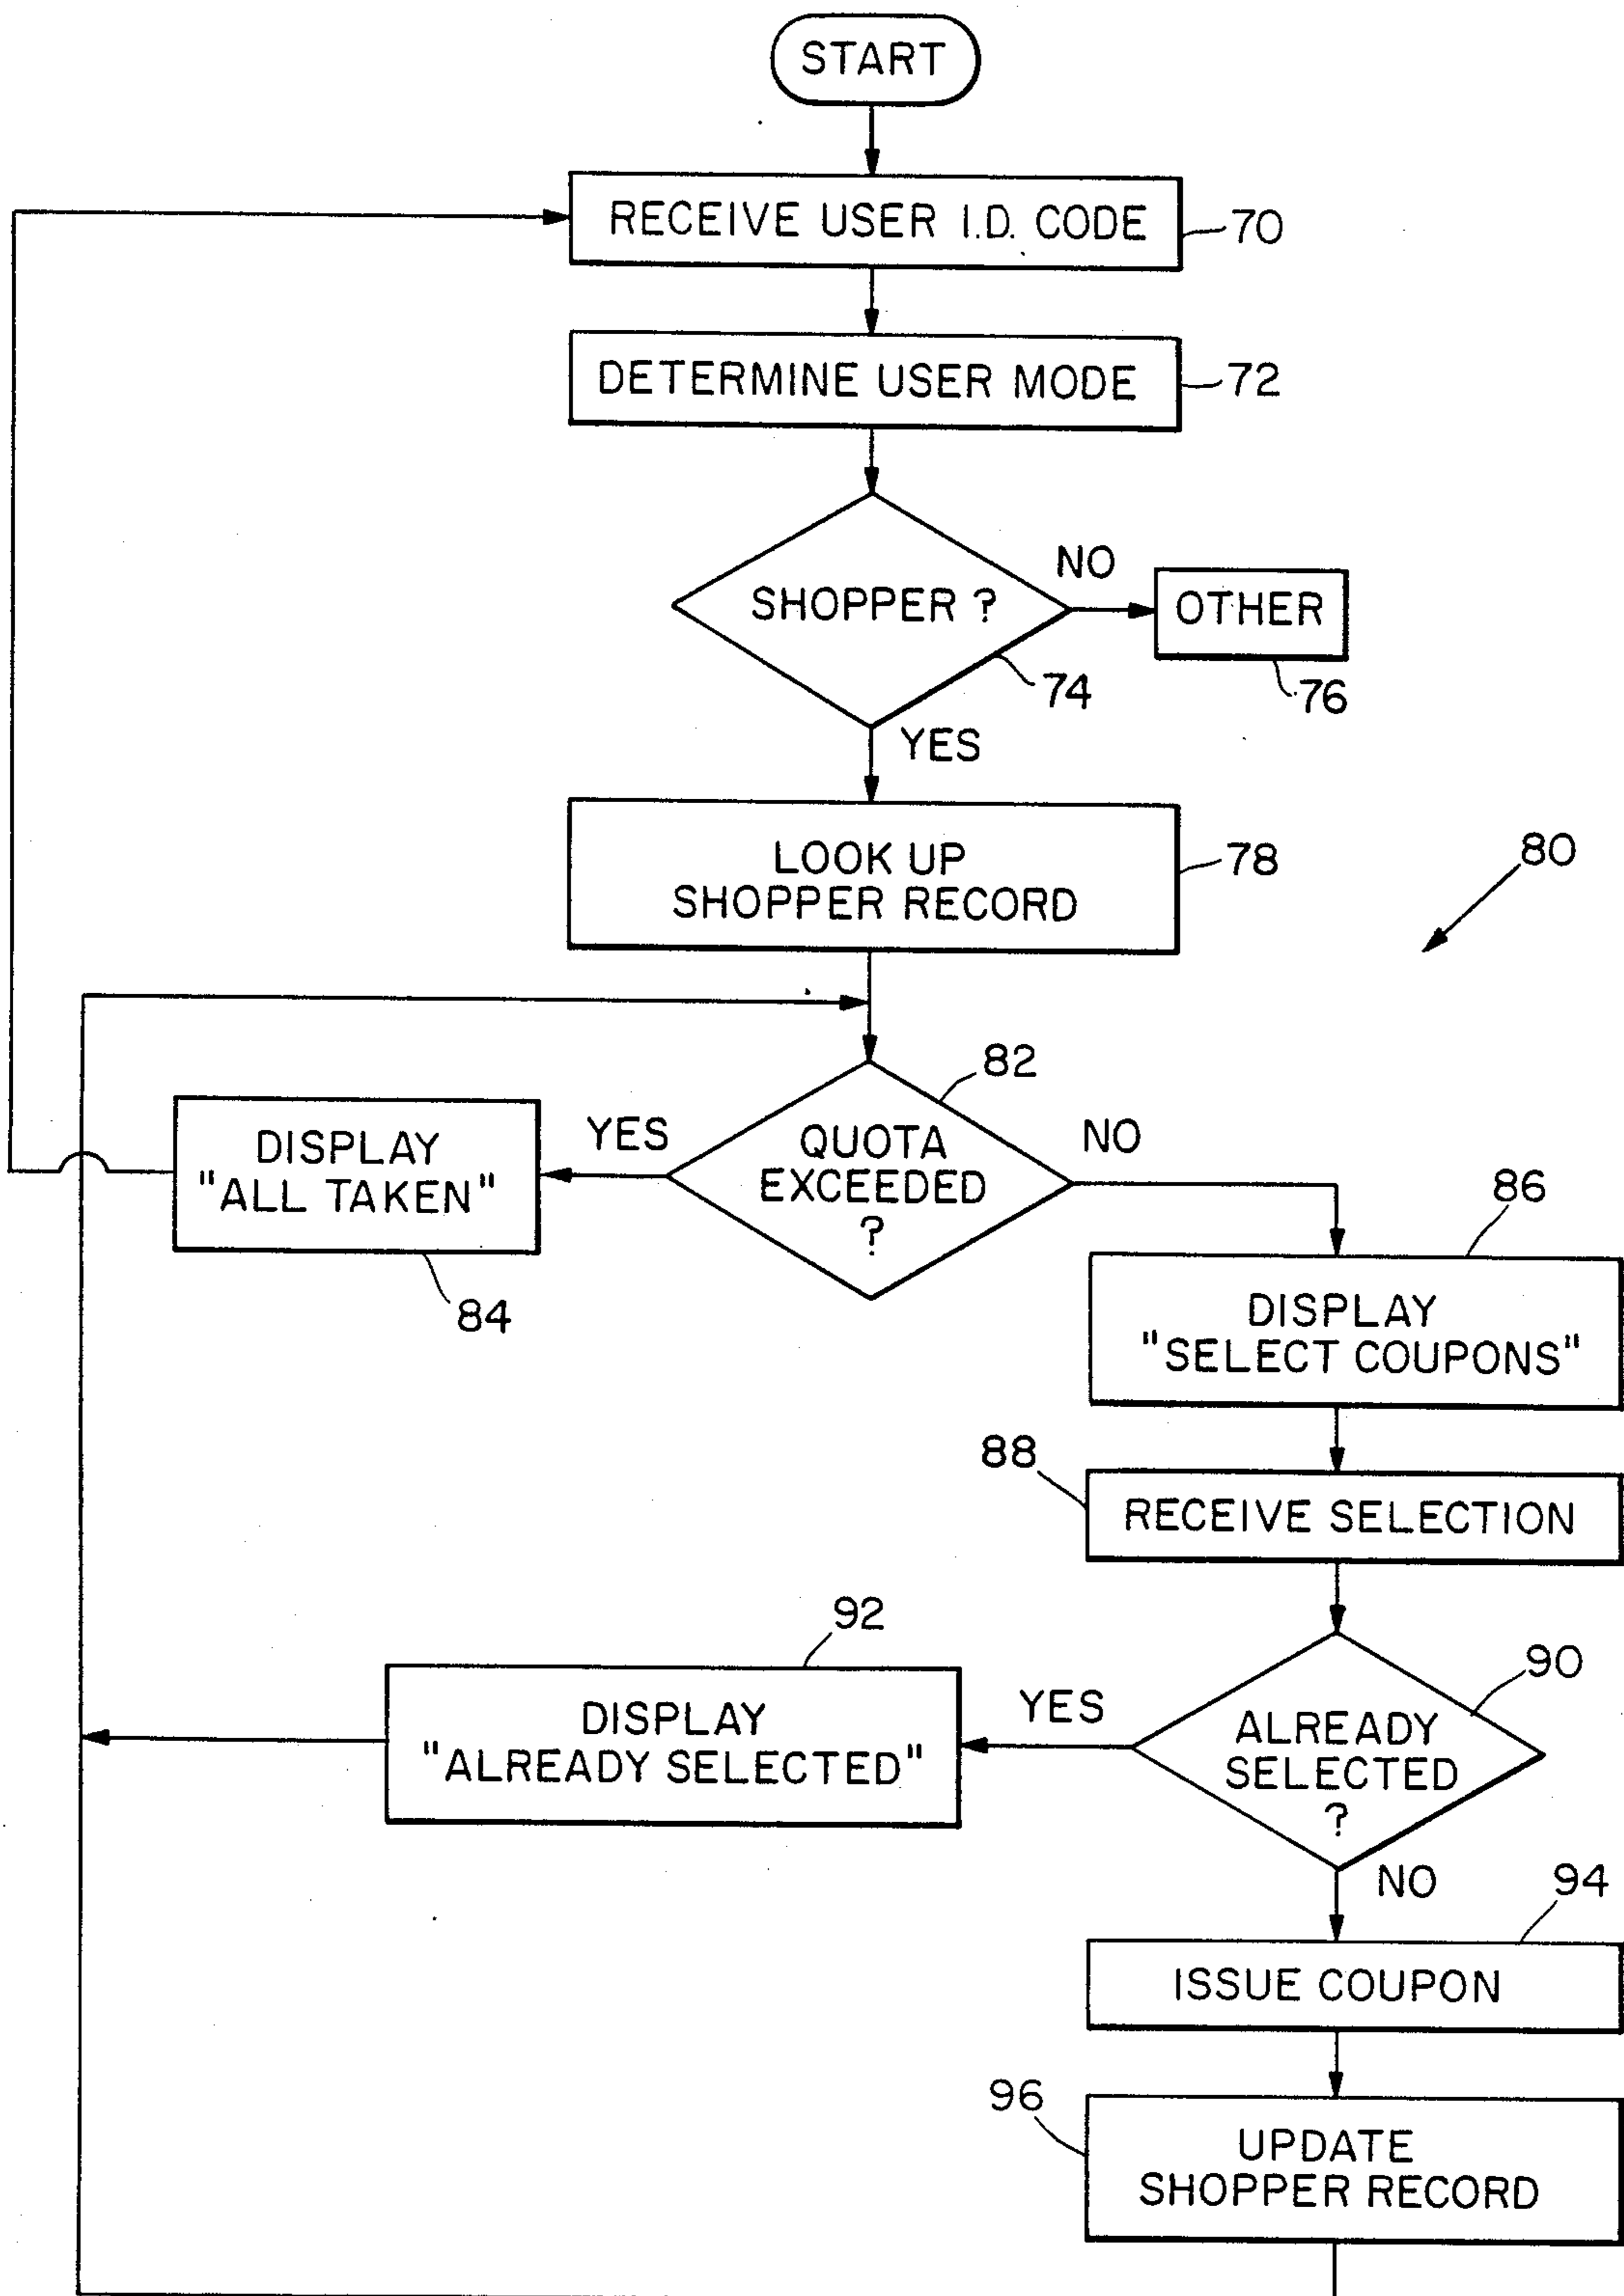 START
RECEIVE USER I.D. CODE
70
DETERMINE USER MODE
72
SHOPPER ?
NO
OTHER
74
76
YES
LOOK UP
SHOPPER RECORD
78
80
82
YES
QUOTA
EXCEEDED
?
NO
DISPLAY
"ALL TAKEN"
84
86
DISPLAY
"SELECT COUPONS"
88
RECEIVE SELECTION
92
90
DISPLAY
"ALREADY SELECTED"
YES
ALREADY
SELECTED
?
NO
94
ISSUE COUPON
96
UPDATE
SHOPPER RECORD